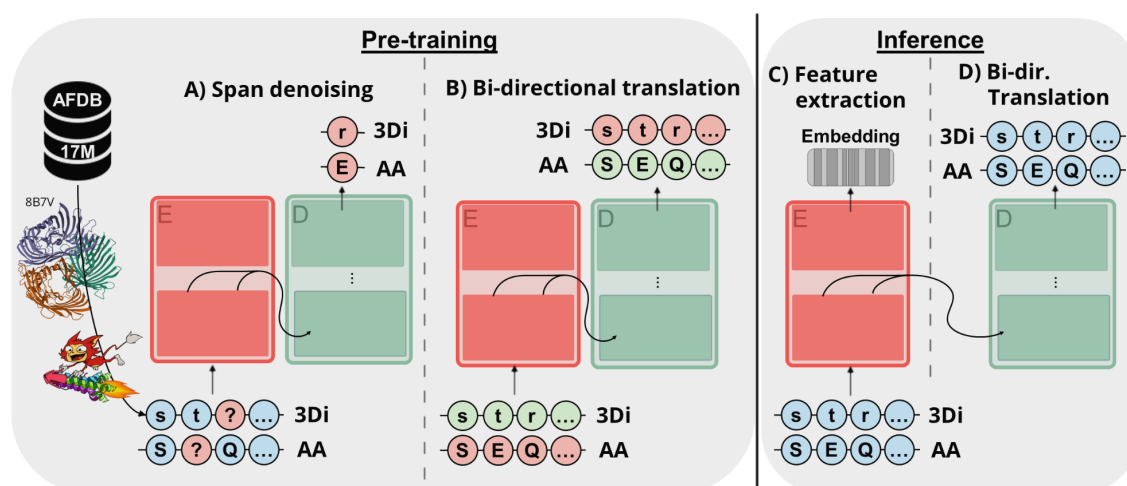 Pre-training
Inference
A) Span denoising
B) Bi-directional translation
C) Feature
extraction
D) Bi-dir.
Translation
AFDB
17M
8B7V
r 3Di
E AA
3Di s t r ...
AA S E Q ...
Embedding
3Di s t r ...
AA S E Q ...
E
D
...
E
D
...
E
D
...
s t ? ... 3Di
S ? Q ... AA
s t r ... 3Di
S E Q ... AA
s t r ... 3Di
S E Q ... AA